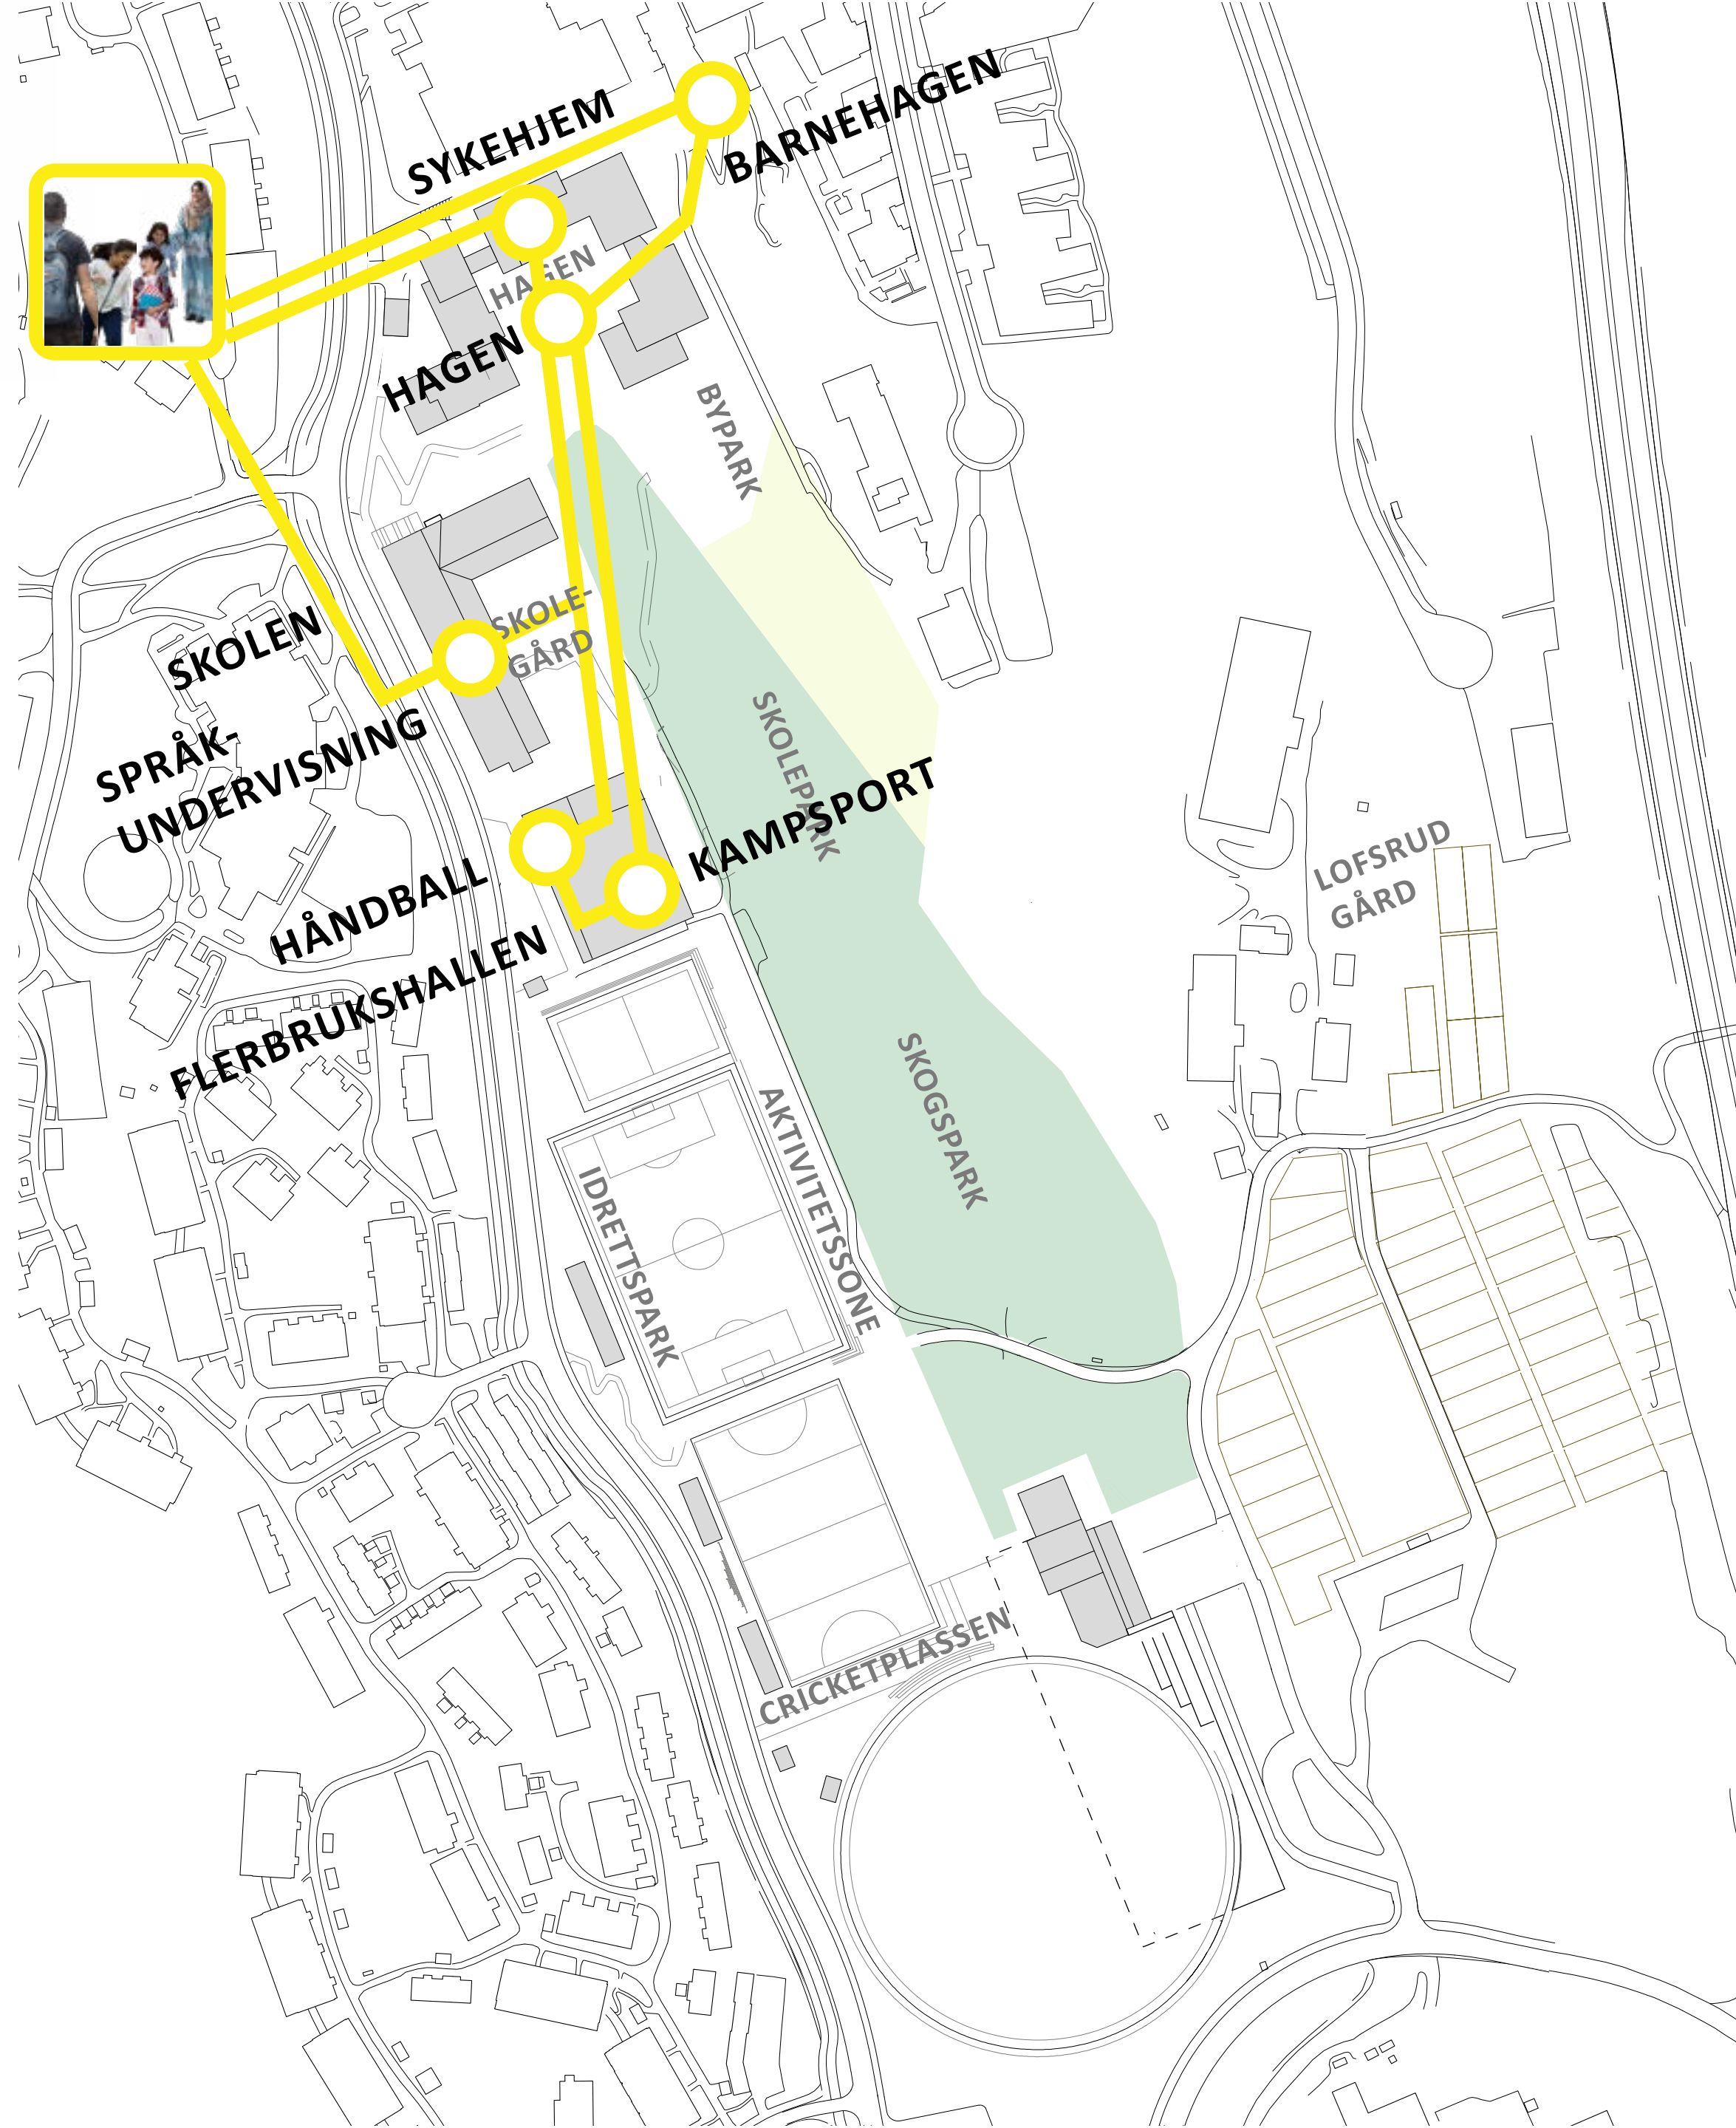 BARNEHAGEN
SYKEHJEM
HAGEN
HAGEN
BYPARK
SKOLE-
GÅRD
SKOLEN
SPRÅK-
UNDERVISNING
SKOLEPARK
KAMPSPORT
LOFSRUD
GÅRD
HÅNDBALL
FLERBRUKSHALLEN
SKOGSPARK
AKTIVITETSSONE
IDRETTSPARK
CRICKETPLASSEN